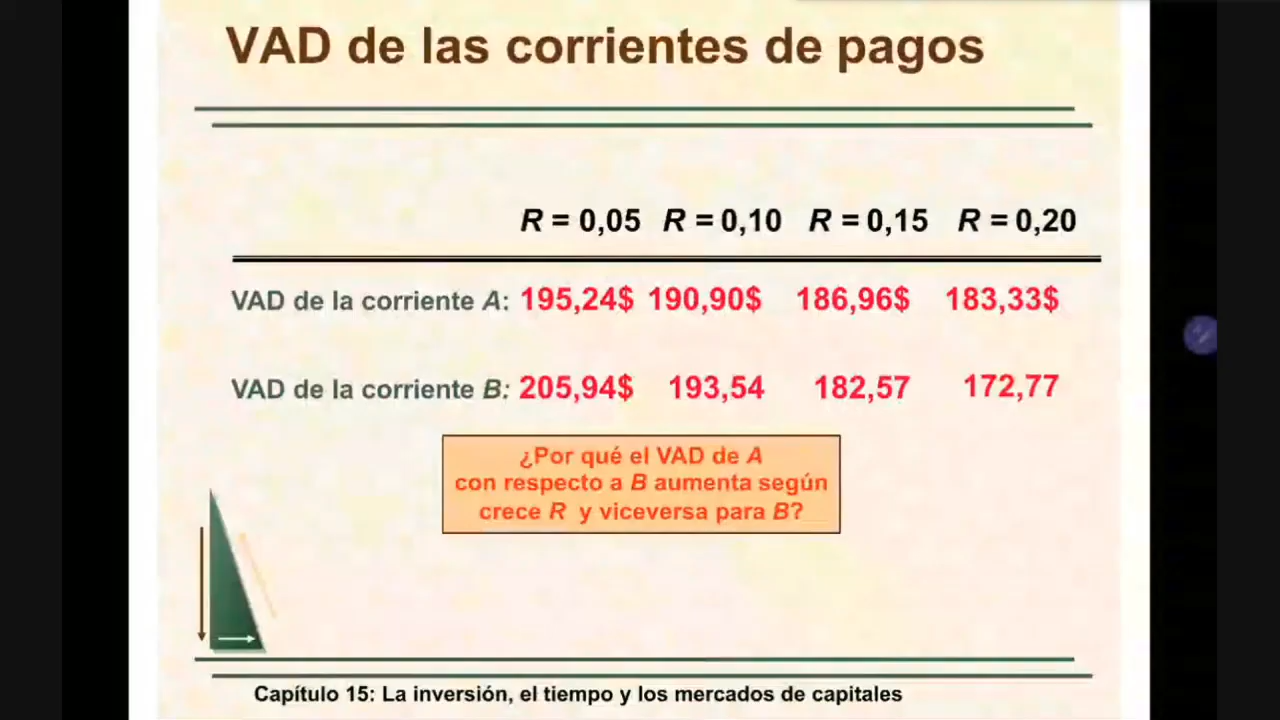 VAD de las corrientes de pagos
R = 0,05 R = 0,10 R = 0,15 R = 0,20
VAD de la corriente A: 195,24$ 190,90$ 186,96$ 183,33$
VAD de la corriente B: 205,94$ 193,54 182,57 172,77
¿Por qué el VAD de A
con respecto a B aumenta según
crece R y viceversa para B?
Capítulo 15: La inversión, el tiempo y los mercados de capitales